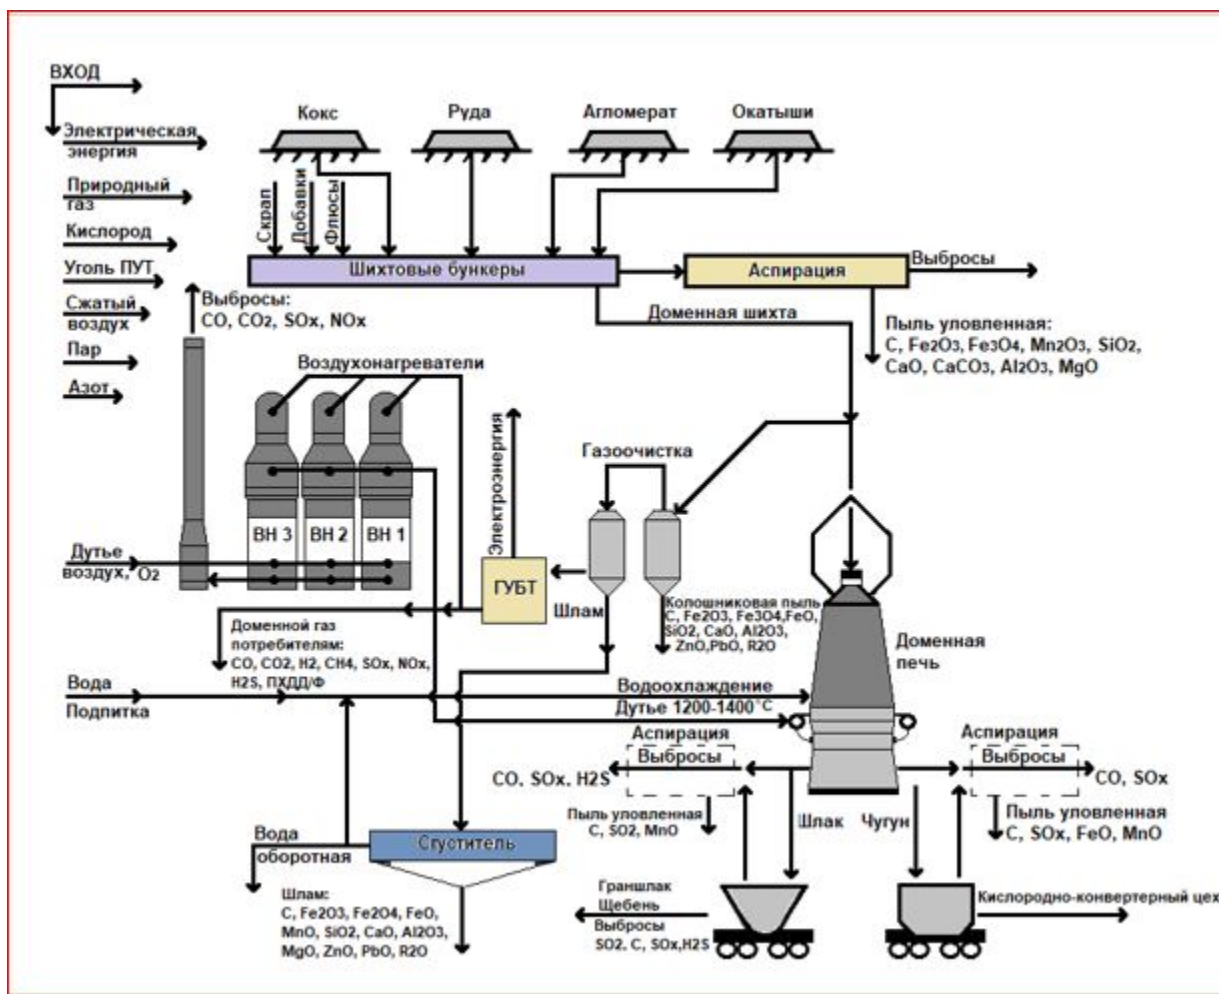 ВХОД
Электрическая
энергия
Природный
газ
Кислород
Уголь ПУТ
Сжатый
воздух
Пар
Азот
Кокс
Руда
Агломерат
Окатыши
Скрап
Добавки
Флюсы
Шихтовые бункеры
Аспирация
Выбросы
Выбросы:
CO, CO2, SOx, NOx
Доменная шихта
Пыль уловленная:
C, Fe2O3, Fe3O4, Mn2O3, SiO2,
CaO, CaCO3, Al2O3, MgO
Воздухонагреватели
Электроэнергия
Газоочистка
ВН 3
ВН 2
ВН 1
Дутье
воздух, O2
ГУБТ
Шлам
Колошниковая пыль
C, Fe2O3, Fe3O4,FeO,
SiO2, CaO, Al2O3,
ZnO,PbO, R2O
Доменная
печь
Доменной газ
потребителям:
CO, CO2, H2, CH4, SOx, NOx,
H2S, ПХДД/Ф
Вода
Подпитка
Водоохлаждение
Дутье 1200-1400˚C
Аспирация
Выбросы
CO, SOx, H2S
Аспирация
Выбросы
CO, SOx
Пыль уловленная
C, SO2, MnO
Шлак
Чугун
Пыль уловленная
C, SOx, FeO, MnO
Вода
оборотная
Сгуститель
Шлам:
C, Fe2O3, Fe2O4, FeO,
MnO, SiO2, CaO, Al2O3,
MgO, ZnO, PbO, R2O
Граншлак
Щебень
Выбросы
SO2, C, SOx,H2S
Кислородно-конвертерный цех